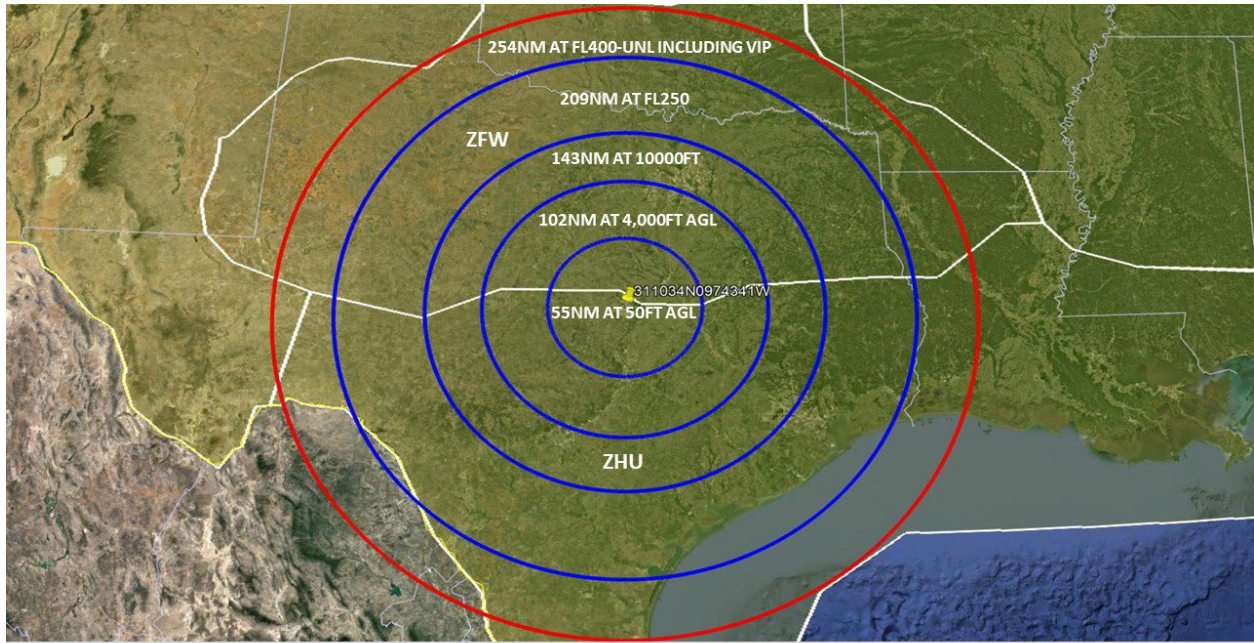 254NM AT FL400-UNL INCLUDING VIP
209NM AT FL250
ZFW
143NM AT 10000FT
102NM AT 4,000FT AGL
311034N0974341W
55NM AT 50FT AGL
ZHU